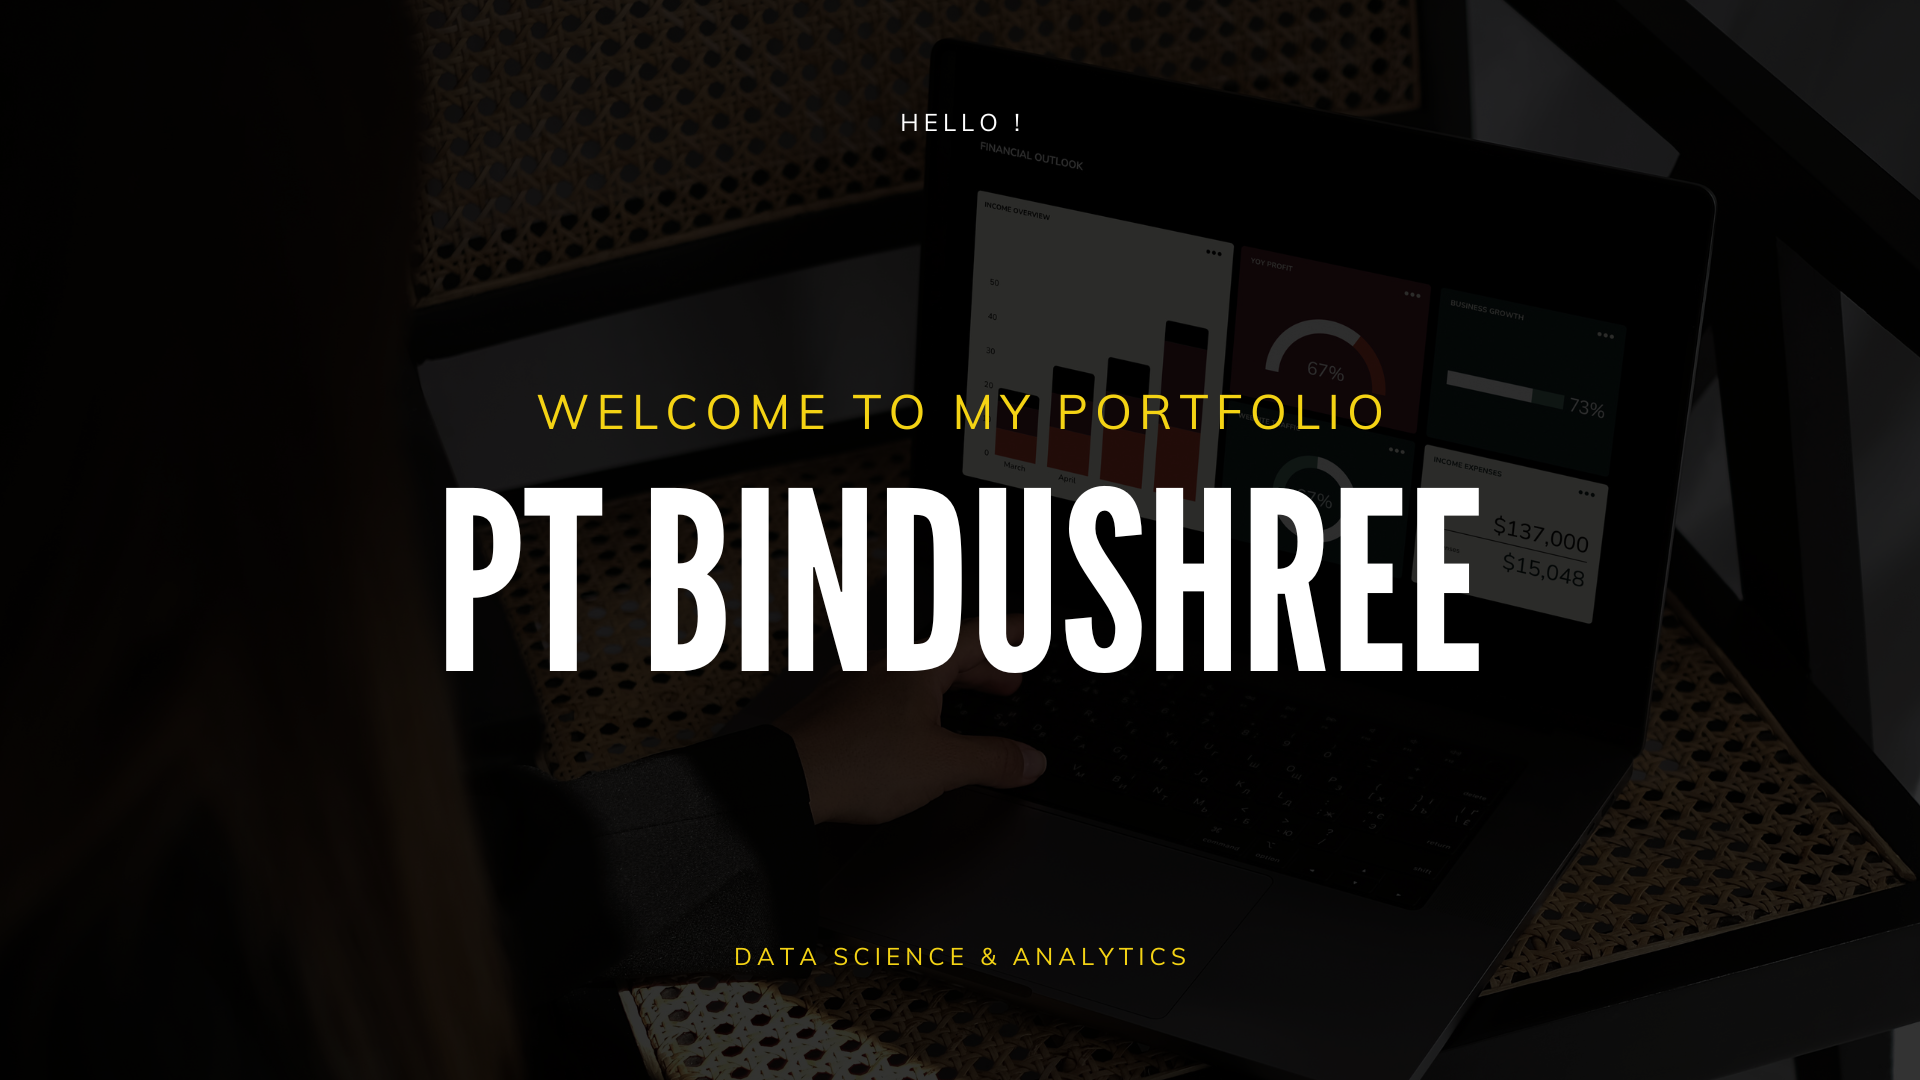 HELLO !
FINANCIAL OUTLOOK
INCOME OVERVIEW
50
40
30
20
0
March
April
YOY PROFIT
67%
BUSINESS GROWTH
73%
INCOME EXPENSES
$137,000
$15,048
WELCOME TO MY PORTFOLIO
PT BINDUSHREE
DATA SCIENCE & ANALYTICS